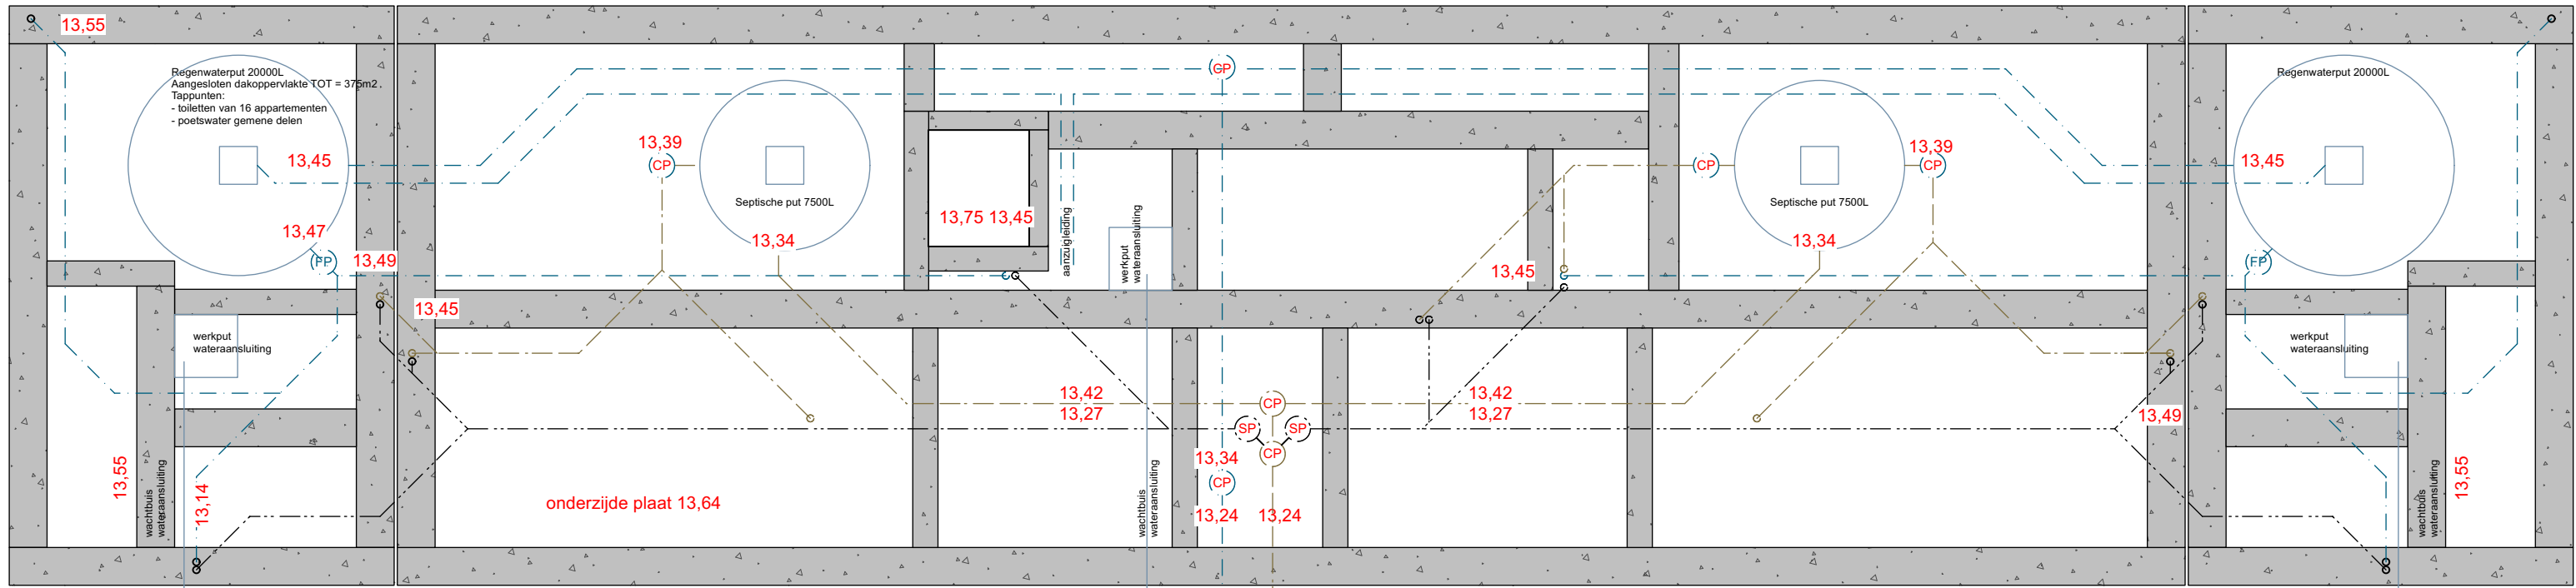 13,55
Regenwaterput 20000L
Aangesloten dakoppervlakte TOT = 375m2
Tappunten:
- toiletten van 16 appartementen
- poetswater gemene delen
13,45
13,47
FP
13,49
13,45
werkput
wateraansluiting
13,55
wachtbuis
wateraansluiting
13,14
CP
13,39
CP
Septische put 7500L
13,34
13,75 13,45
aanzuigleiding
werkput
wateraansluiting
13,45
CP
13,39
CP
Septische put 7500L
13,34
13,42
13,27
CP
SP
SP
CP
13,42
13,27
13,34
CP
13,24
13,24
wachtbuis
wateraansluiting
onderzijde plaat 13,64
Regenwaterput 20000L
13,45
FP
werkput
wateraansluiting
13,49
wachtbuis
wateraansluiting
13,55